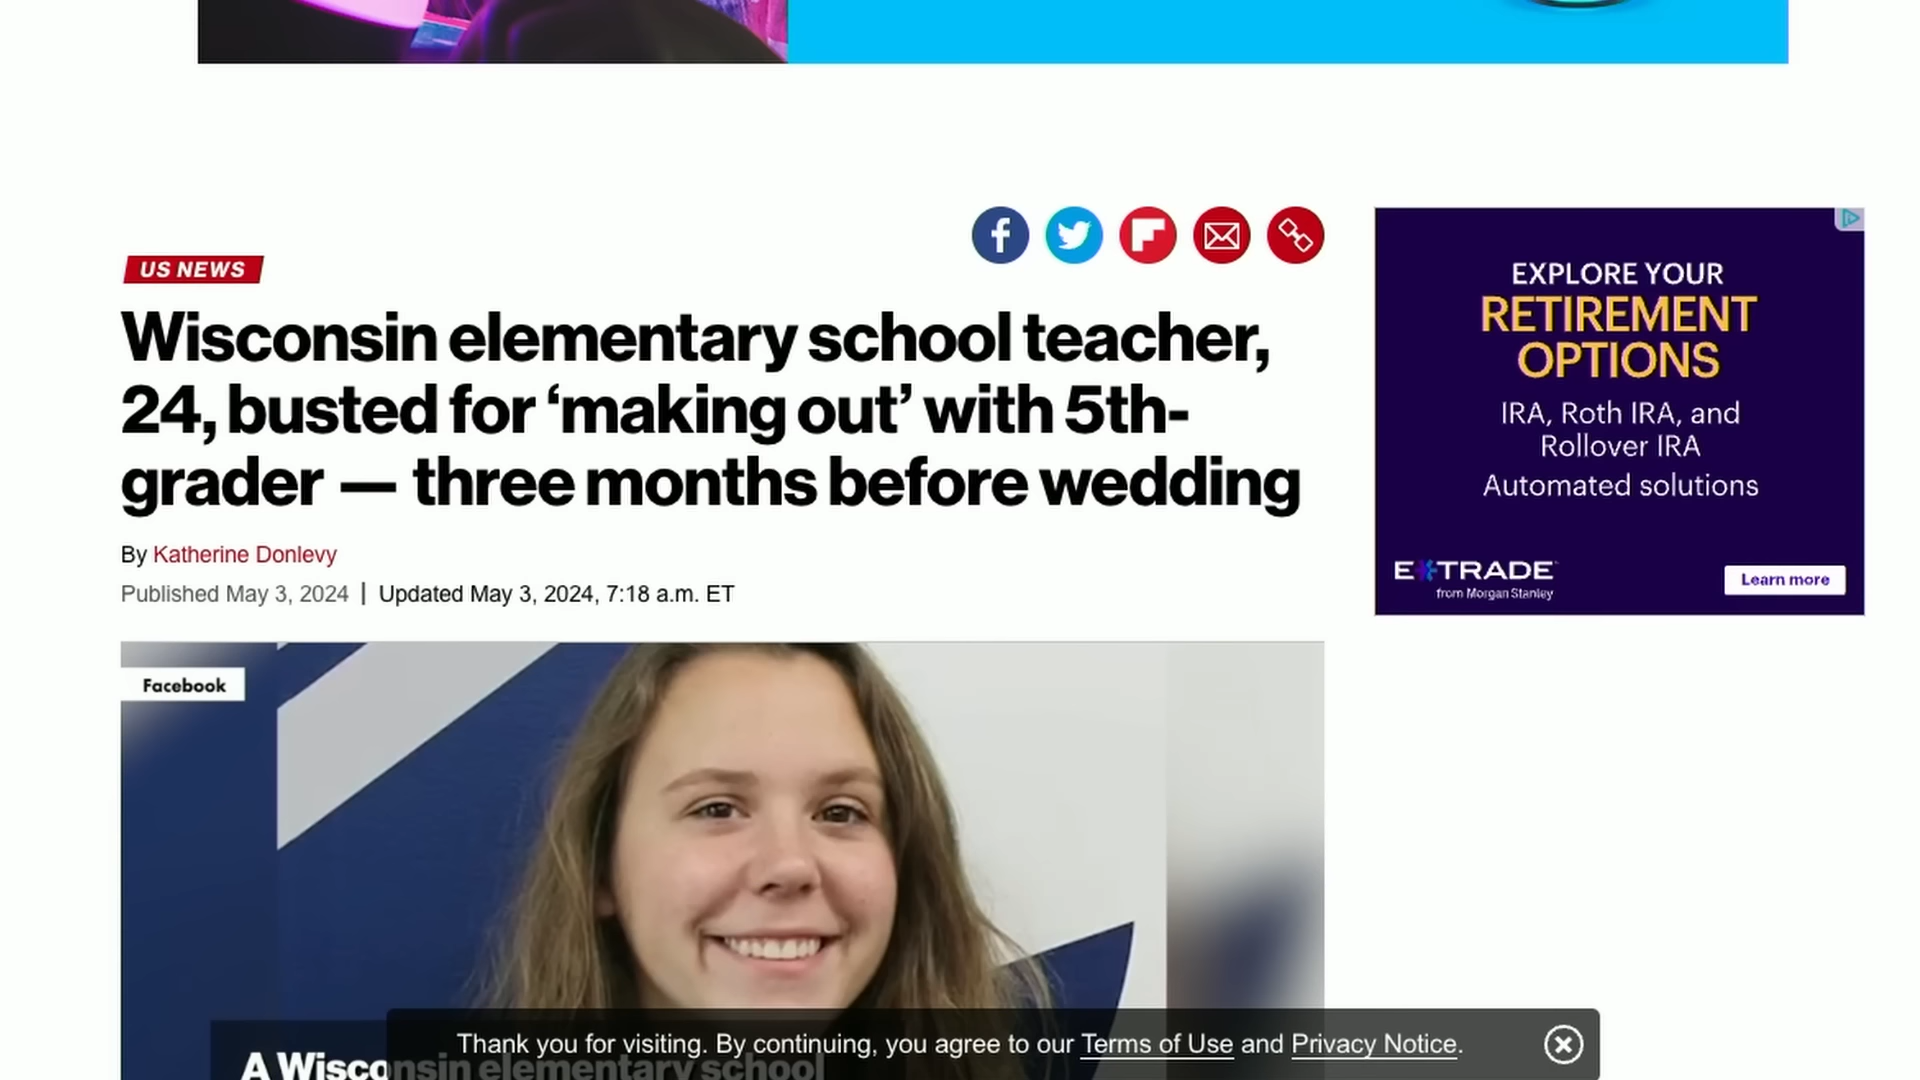 US NEWS
Wisconsin elementary school teacher,
24, busted for ‘making out’ with 5th-
grader — three months before wedding
By Katherine Donlevy
Published May 3, 2024 | Updated May 3, 2024, 7:18 a.m. ET
Facebook
A Wisconsin elementary school
Thank you for visiting. By continuing, you agree to our Terms of Use and Privacy Notice.
EXPLORE YOUR
RETIREMENT
OPTIONS
IRA, Roth IRA, and
Rollover IRA
Automated solutions
E*TRADE
from Morgan Stanley
Learn more